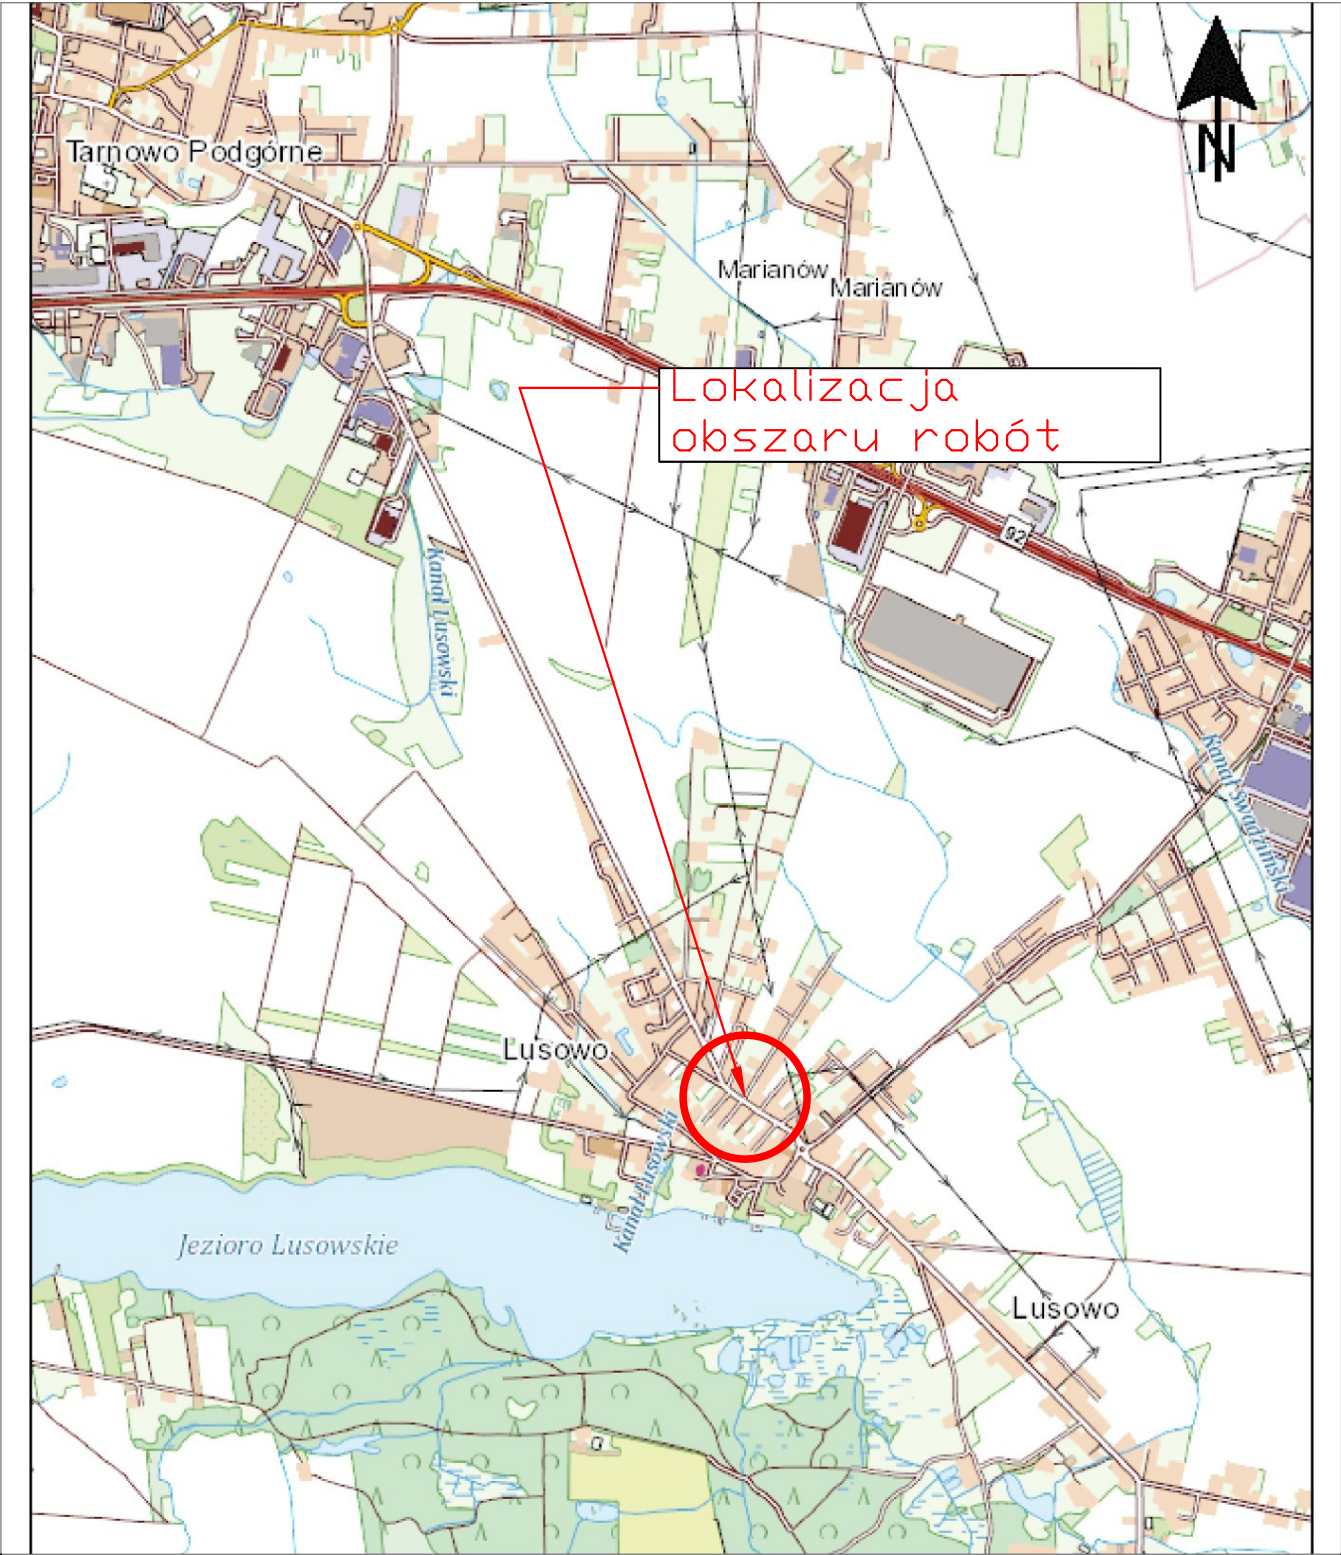 N
Tarnowo Podgórne
Marianów
Marianów
Lokalizacja
obszaru robót
92
Kanał Lusowski
Kanał Swadzimski
Lusowo
Kanał Lusowski
Jezioro Lusowskie
Lusowo